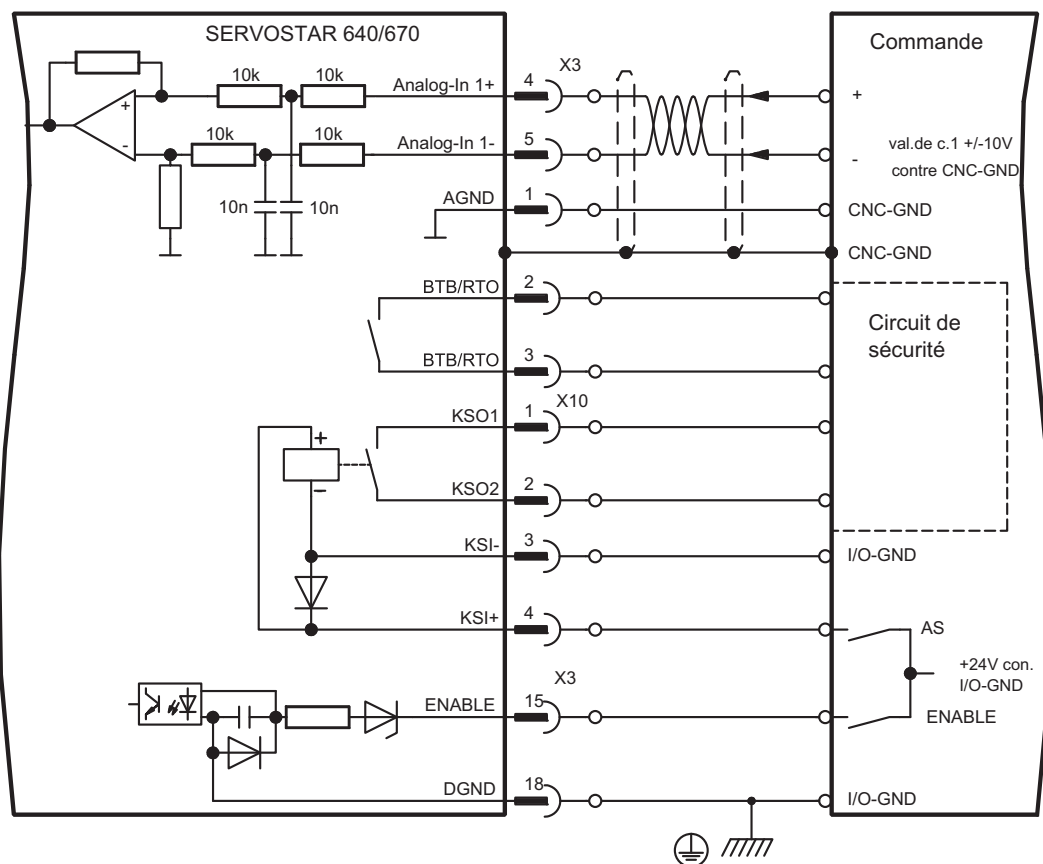 SERVOSTAR 640/670
Commande
X3
10k
10k
Analog-In 1+
4
+
+
10k
10k
Analog-In 1-
5
-
-
val.de c.1 +/-10V
contre CNC-GND
10n
10n
AGND
1
CNC-GND
CNC-GND
BTB/RTO
2
Circuit de
sécurité
BTB/RTO
3
X10
KSO1
1
+
-
KSO2
2
KSI-
3
I/O-GND
KSI+
4
AS
+24V con.
I/O-GND
X3
ENABLE
15
ENABLE
DGND
18
I/O-GND